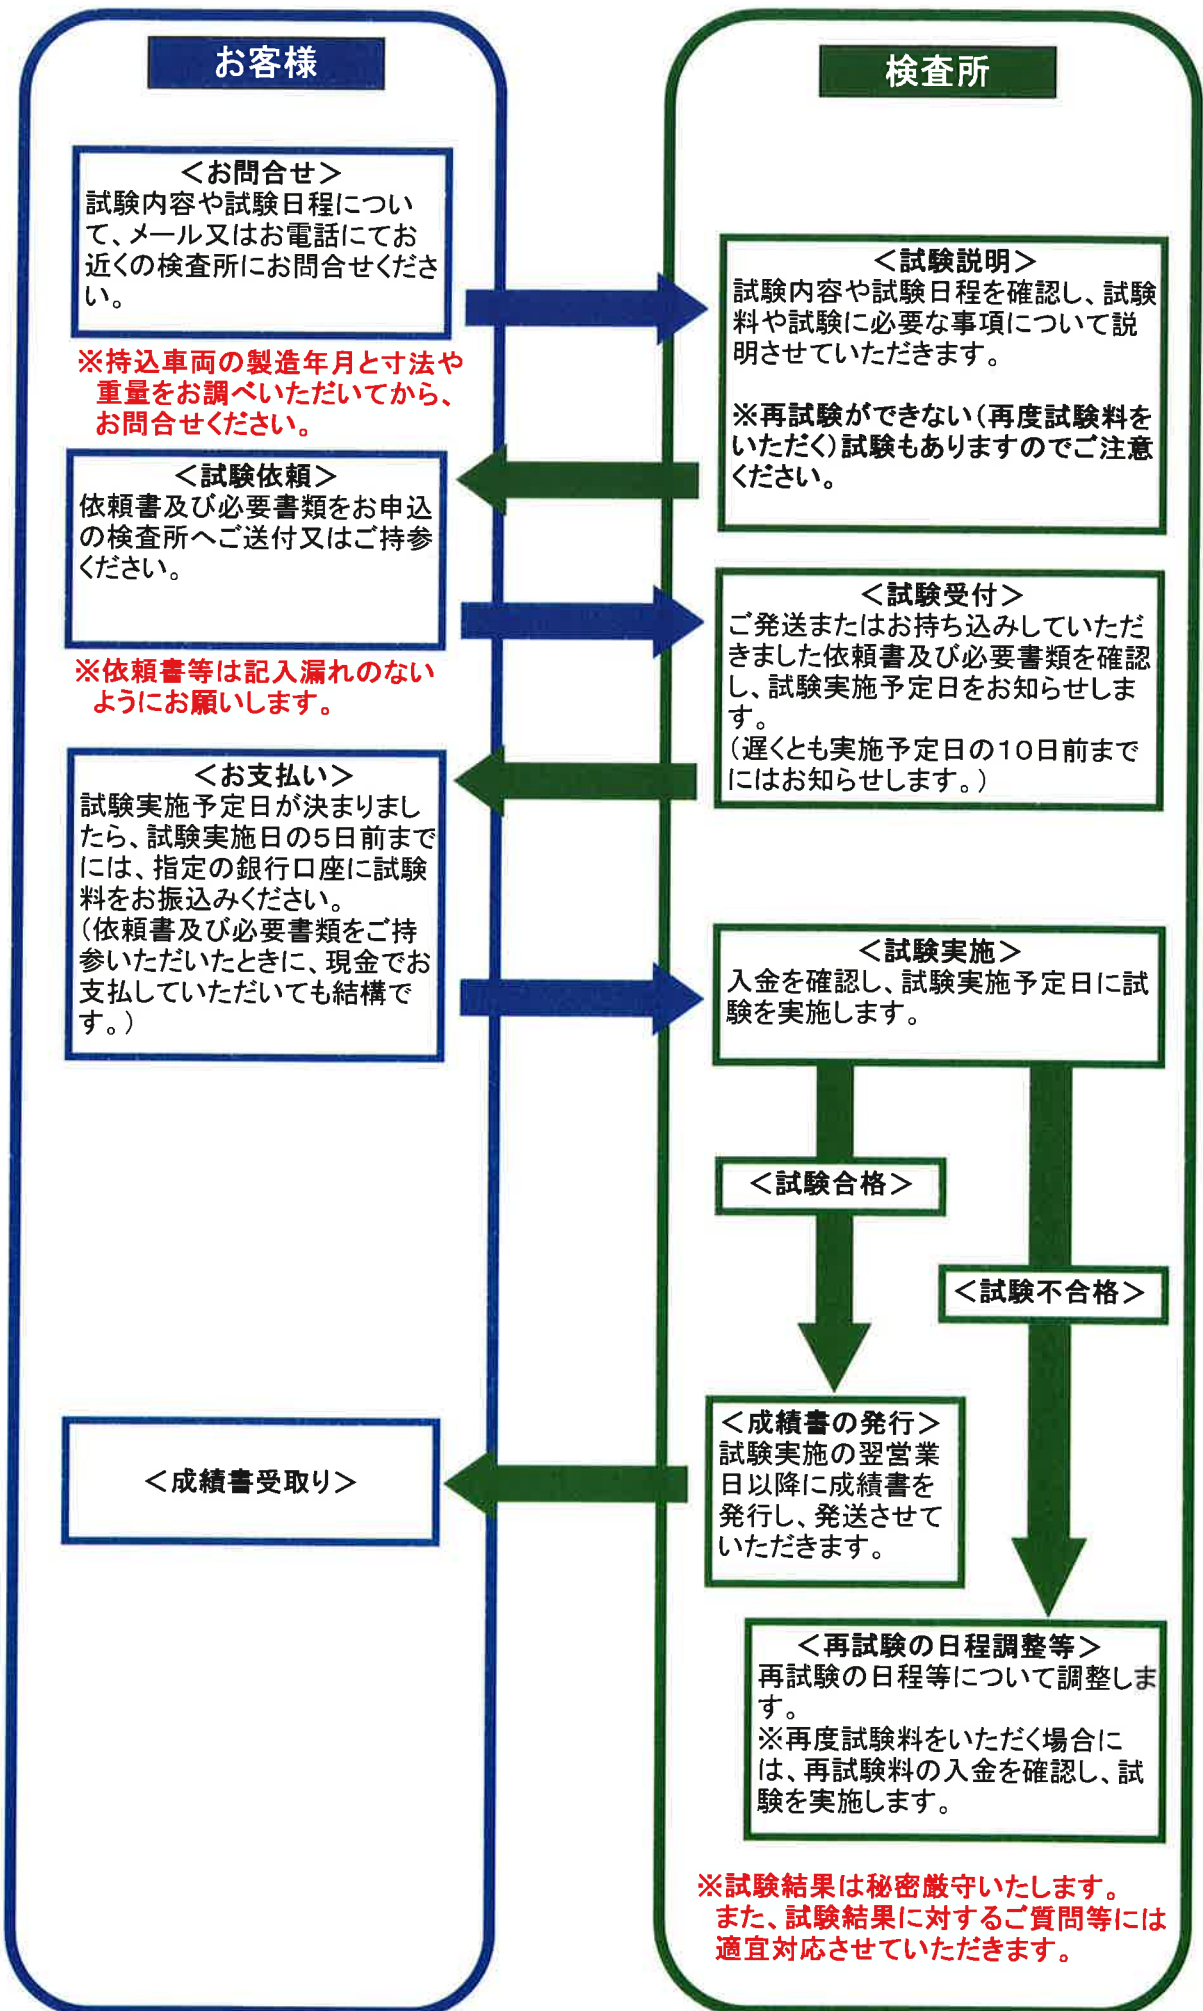 お客様
検査所
＜お問合せ＞
試験内容や試験日程につい
て、メール又はお電話にてお
近くの検査所にお問合せくださ
い。
※持込車両の製造年月と寸法や
重量をお調べいただいてから、
お問合せください。
＜試験説明＞
試験内容や試験日程を確認し、試験
料や試験に必要な事項について説
明させていただきます。
※再試験ができない（再度試験料を
いただく）試験もありますのでご注意
ください。
＜試験依頼＞
依頼書及び必要書類をお申込
の検査所へご送付又はご持参
ください。
※依頼書等は記入漏れのない
ようにお願いします。
＜試験受付＞
ご発送またはお持ち込みしていただ
きました依頼書及び必要書類を確認
し、試験実施予定日をお知らせしま
す。
（遅くとも実施予定日の10日前まで
にはお知らせします。）
＜お支払い＞
試験実施予定日が決まりまし
たら、試験実施日の5日前まで
には、指定の銀行口座に試験
料をお振込みください。
（依頼書及び必要書類をご持
参いただいたときに、現金でお
支払していただいても結構で
す。）
＜試験実施＞
入金を確認し、試験実施予定日に試
験を実施します。
＜試験合格＞
＜試験不合格＞
＜成績書の発行＞
試験実施の翌営業
日以降に成績書を
発行し、発送させて
いただきます。
＜成績書受取り＞
＜再試験の日程調整等＞
再試験の日程等について調整しま
す。
※再度試験料をいただく場合に
は、再試験料の入金を確認し、試
験を実施します。
※試験結果は秘密厳守いたします。
また、試験結果に対するご質問等には
適宜対応させていただきます。